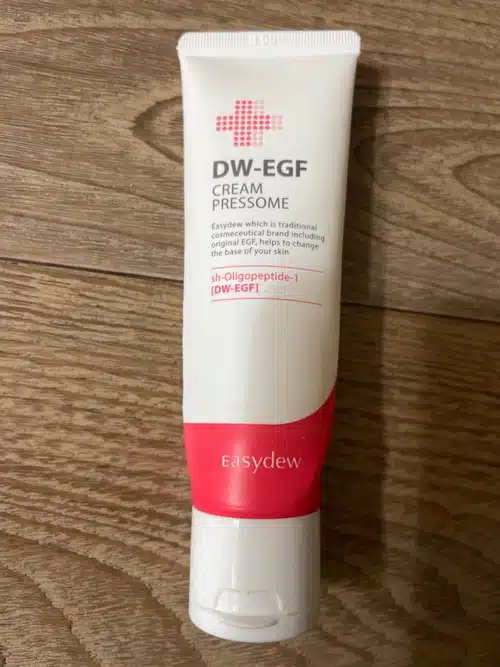 DW-EGF
CREAM
PRESSOME
Easydew which is traditional
cosmeceutical brand including
original EGF, helps to change
the base of your skin
sh-Oligopeptide-1
[DW-EGF]
Easydew